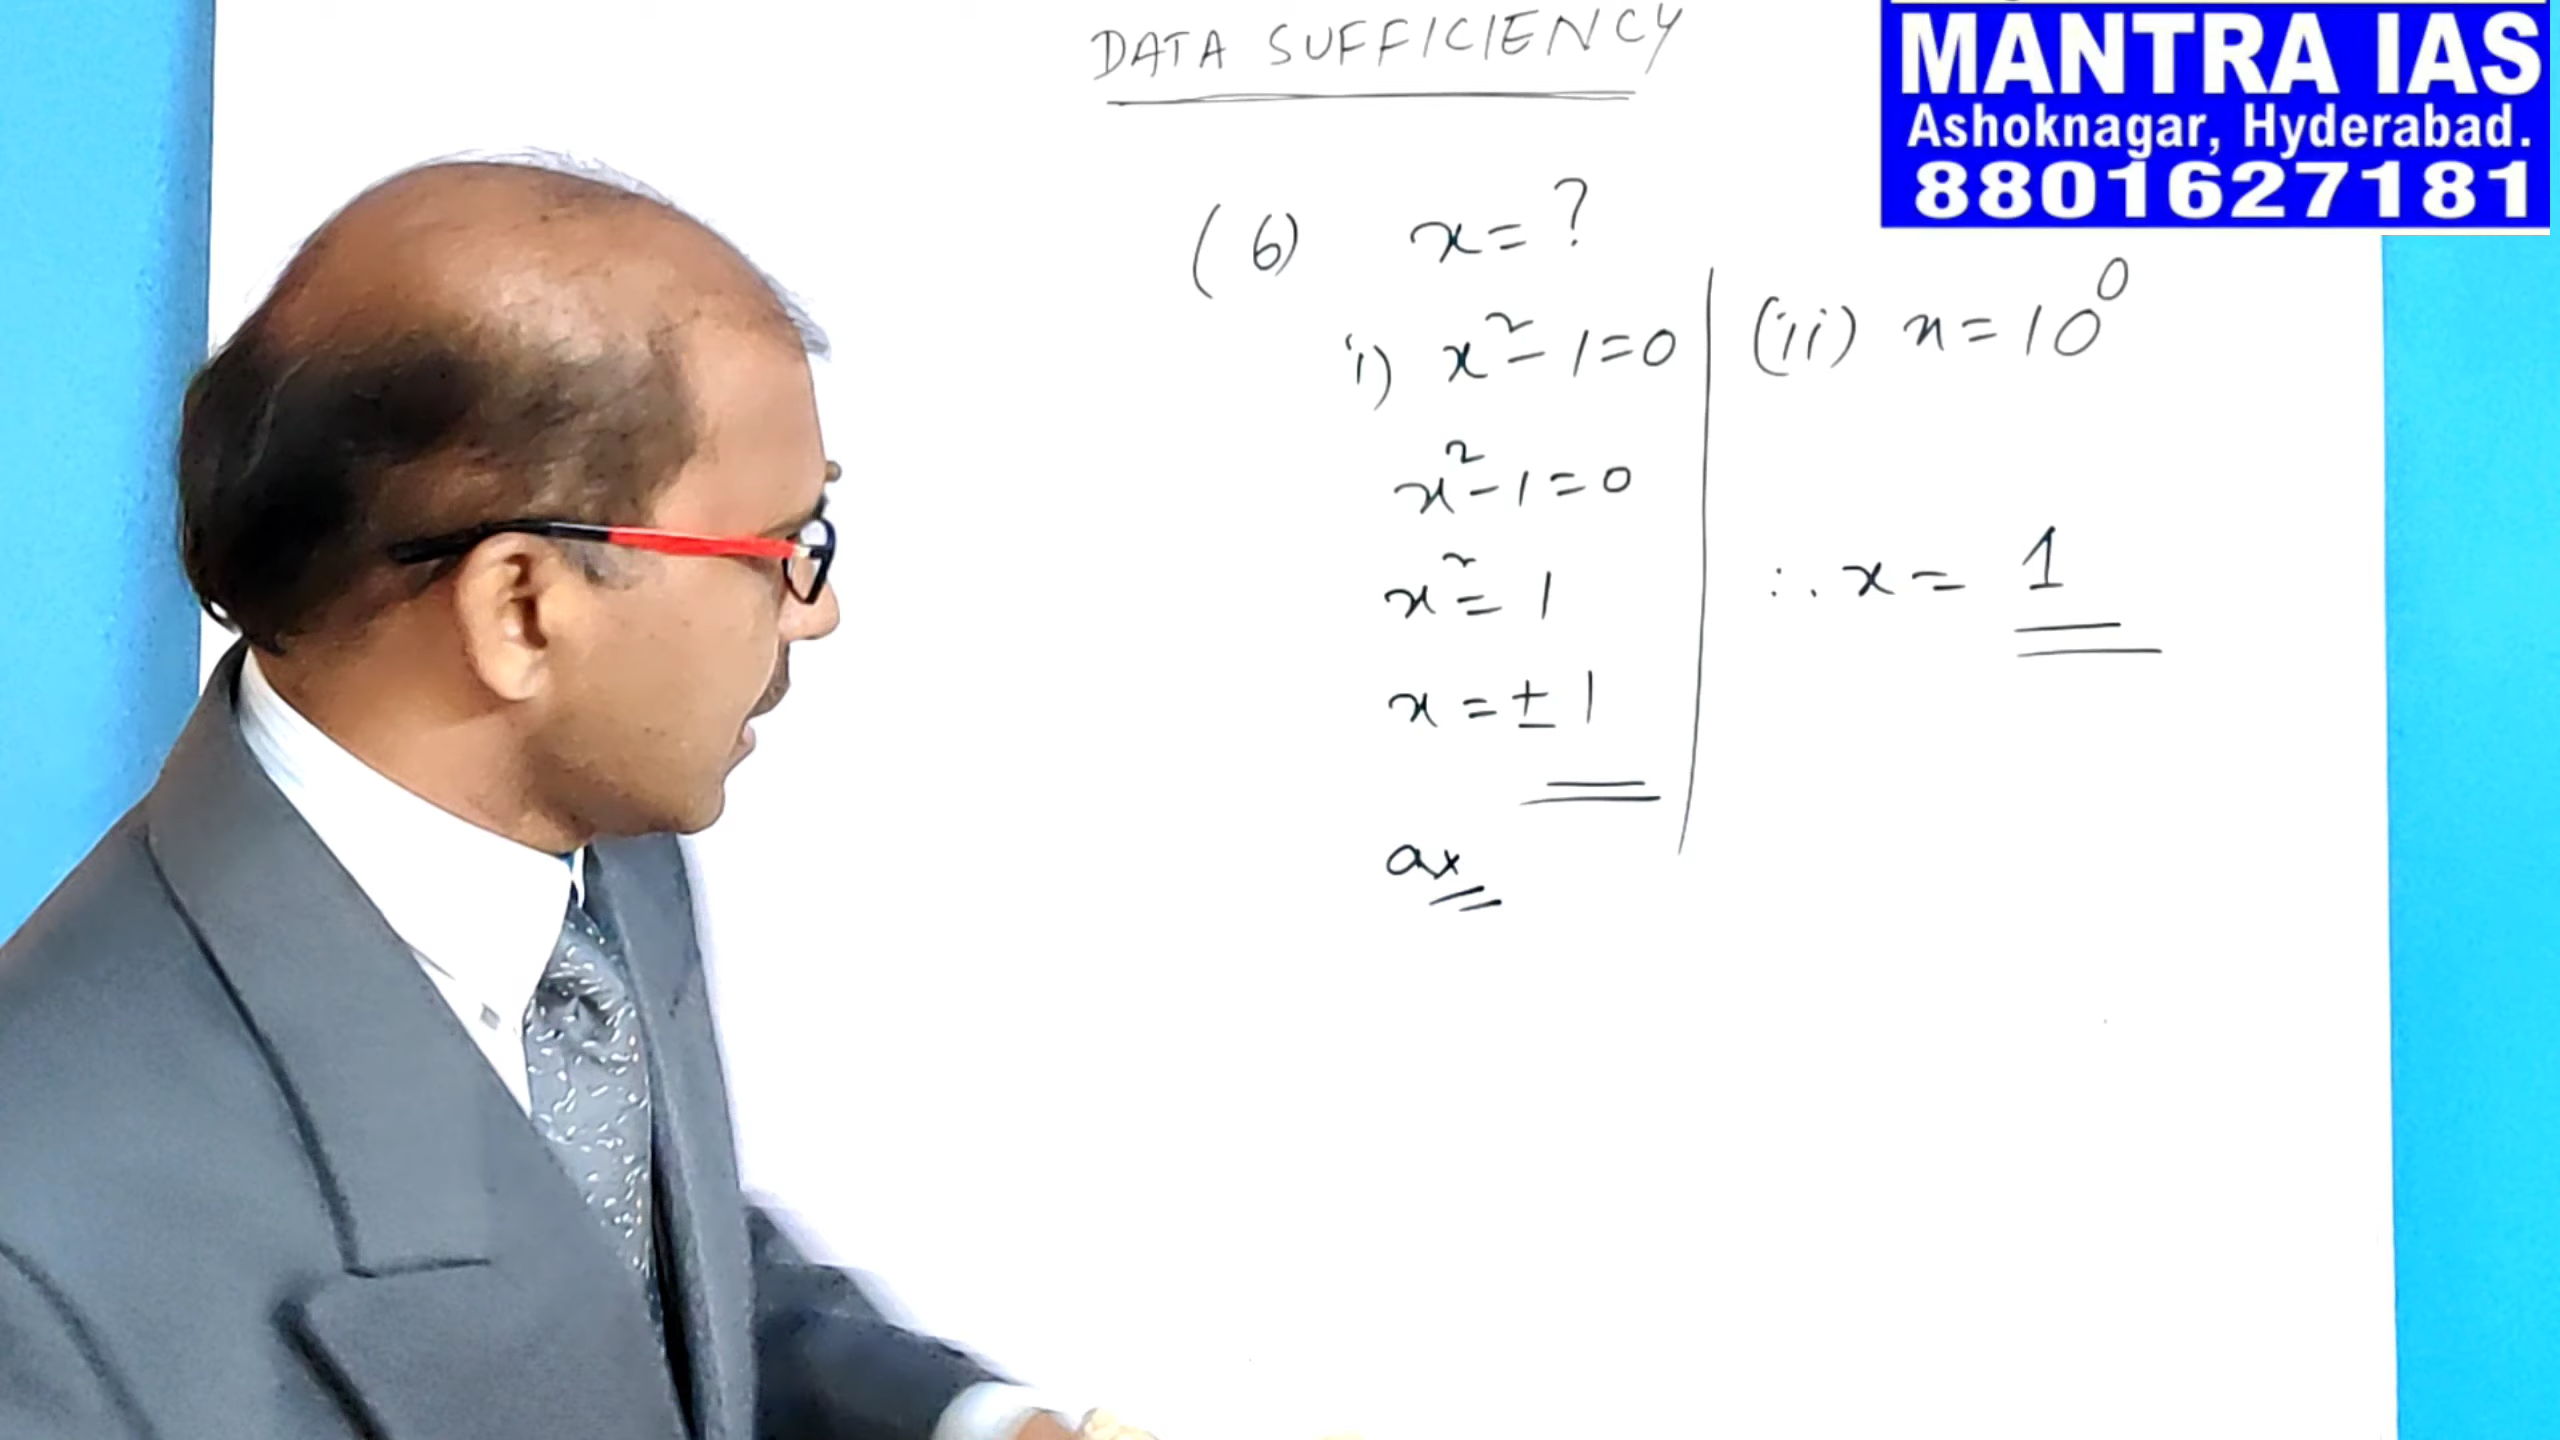 DATA SUFFICIENCY
MANTRA IAS
Ashoknagar, Hyderabad.
8801627181
(6) x = ?
i) x² - 1 = 0
(ii) x = 10⁰
x² - 1 = 0
x² = 1
∴ x = 1
x = ± 1
ax